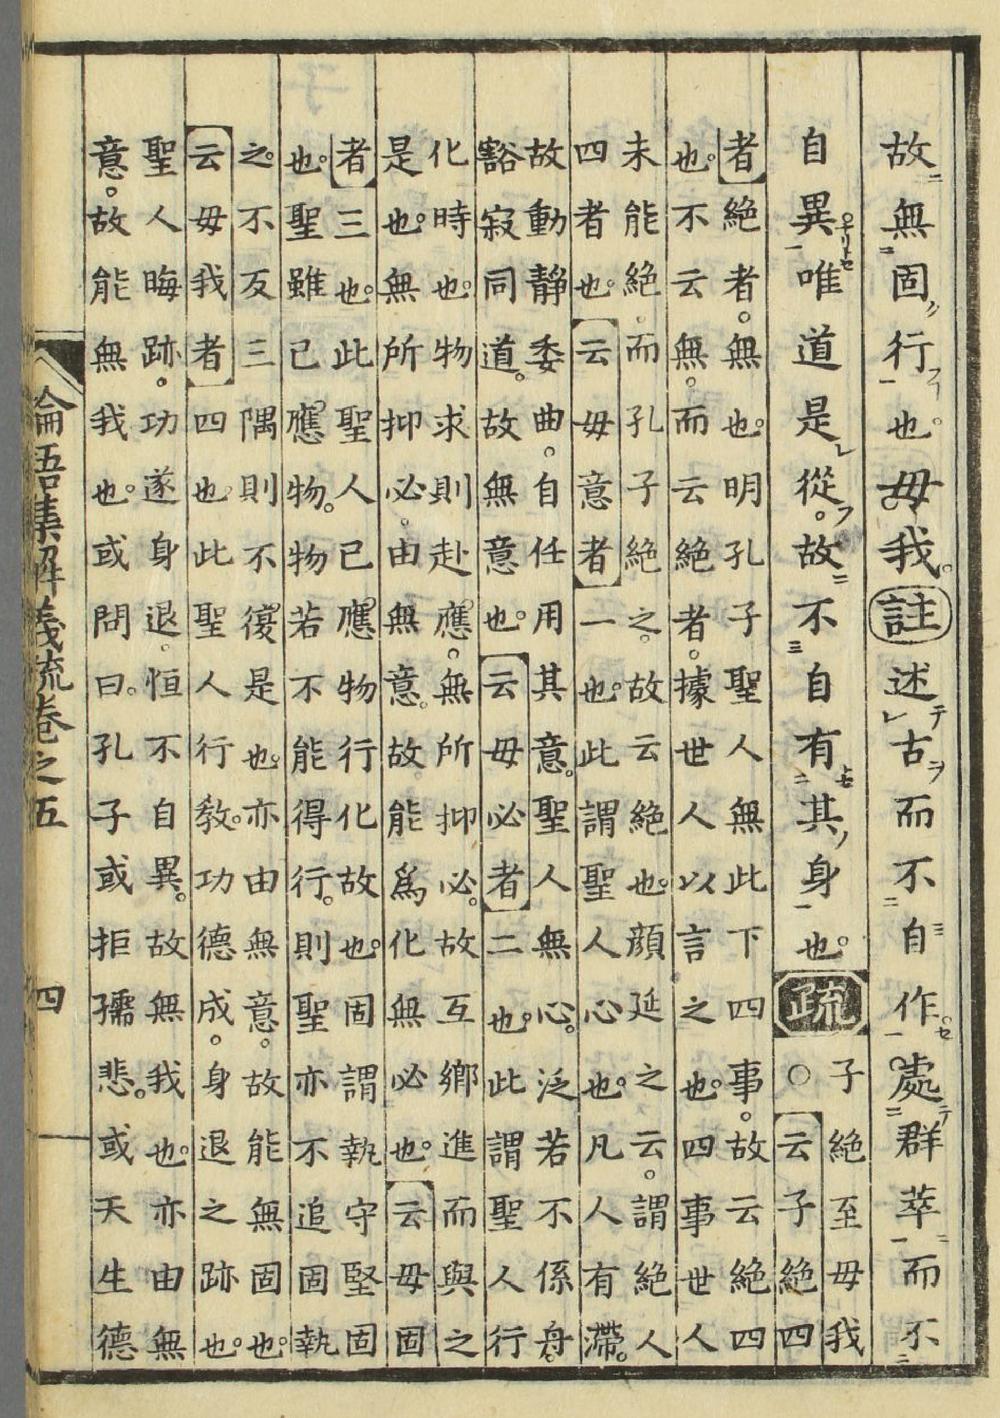 故無固行也。毋我。註述古而不自作。處群萃而不
自異唯道是從。故不自有其身也。疏
子絕至毋我
○云子絕四
者絕者。無也。明孔子聖人無此下四事。故云絕四
也。不云無。而云絕者。據世人以言之也。四事世人
未能絕。而孔子絕之。故云絕也。顔延之云。謂絕人
四者也。云毋意者一也。此謂聖人心也。凡人有滯。
故動静委曲。自任用其意。聖人無心。泛若不係舟。
豁寂同道。故無意也。云毋必者二也。此謂聖人行
化時也。物求則赴應。無所抑必。故互鄉進而與之
是也。無所抑必。由無意。故能爲化無必也。云毋固
者三也。此聖人已應物行化故也。固謂執守堅固
也。聖雖已應物。物若不能得行。則聖亦不追固執
之。不反三隅則不復是也。亦由無意。故能無固也。
云毋我者四也。此聖人行教。功德成。身退之跡也。
聖人晦跡。功遂身退。恒不自異。故無我也。亦由無
意。故能無我也。或問曰。孔子或拒孺悲。或天生德
論語集解義疏卷之五 四